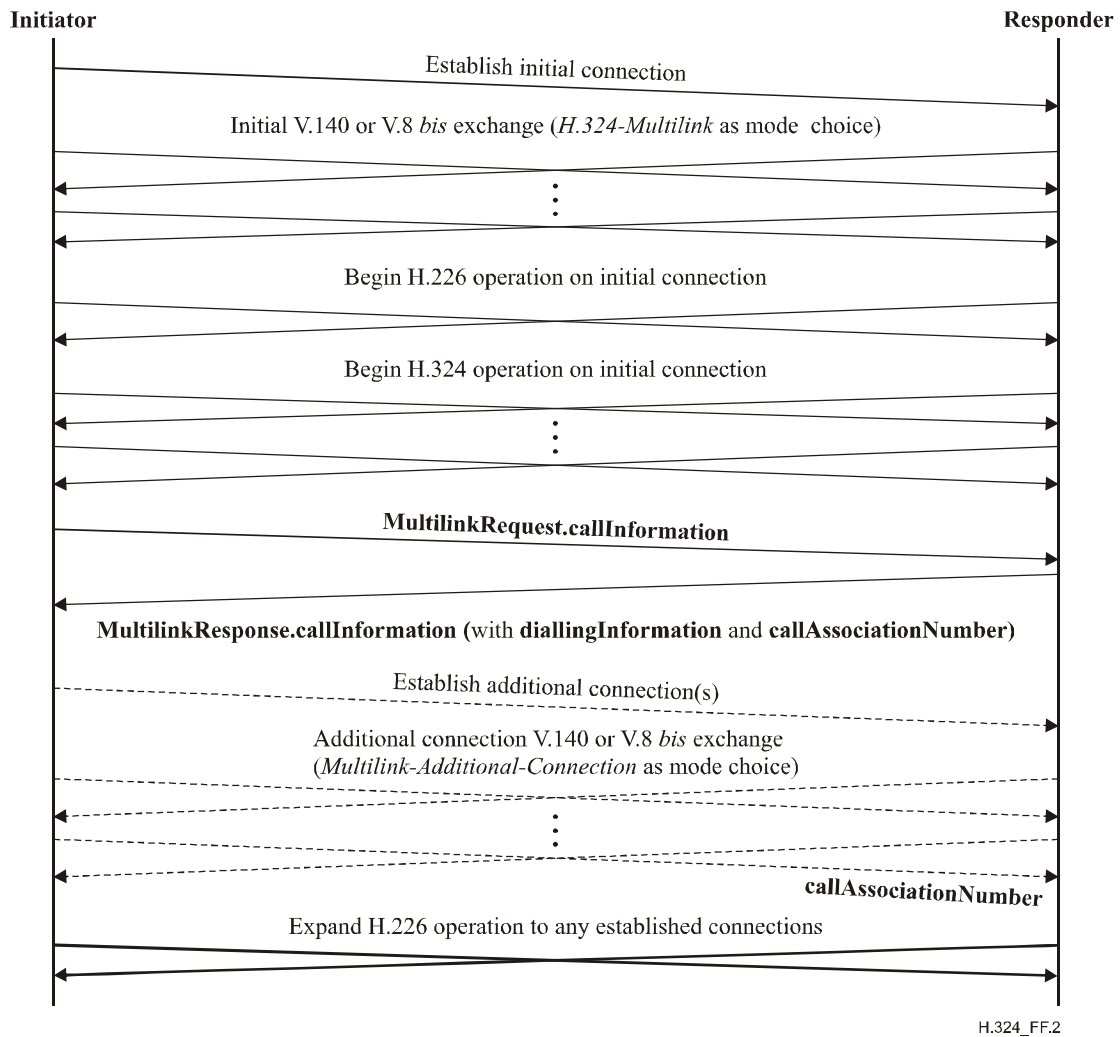 Initiator
Responder
Establish initial connection
Initial V.140 or V.8 bis exchange (H.324-Multilink as mode choice)
Begin H.226 operation on initial connection
Begin H.324 operation on initial connection
MultilinkRequest.callInformation
MultilinkResponse.callInformation (with diallingInformation and callAssociationNumber)
Establish additional connection(s)
Additional connection V.140 or V.8 bis exchange
(Multilink-Additional-Connection as mode choice)
callAssociationNumber
Expand H.226 operation to any established connections
H.324_FF.2